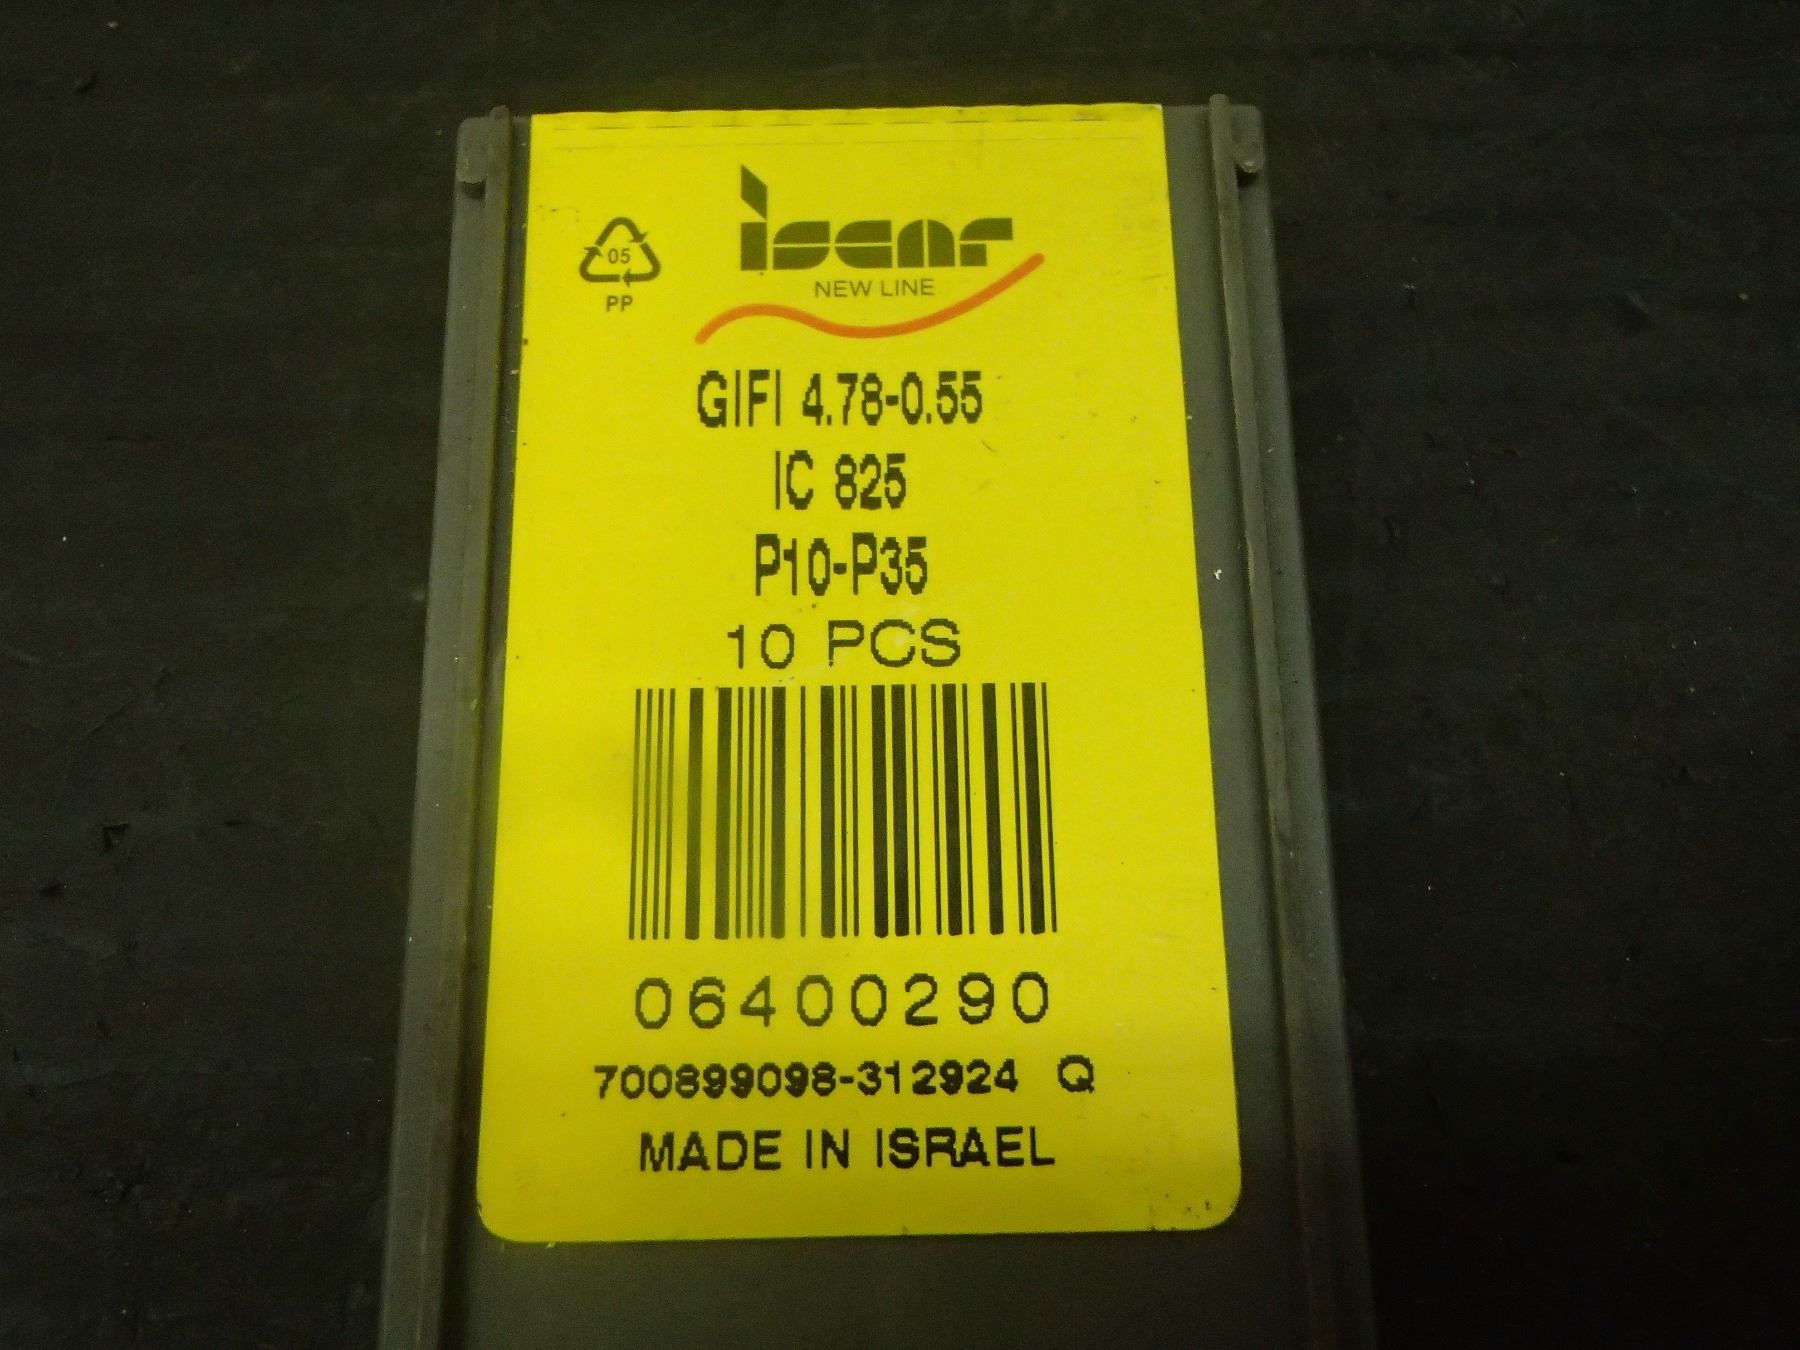 05
PP
iscar
NEW LINE
GIFI 4.78-0.55
IC 825
P10-P35
10 PCS
06400290
700899098-312924 Q
MADE IN ISRAEL